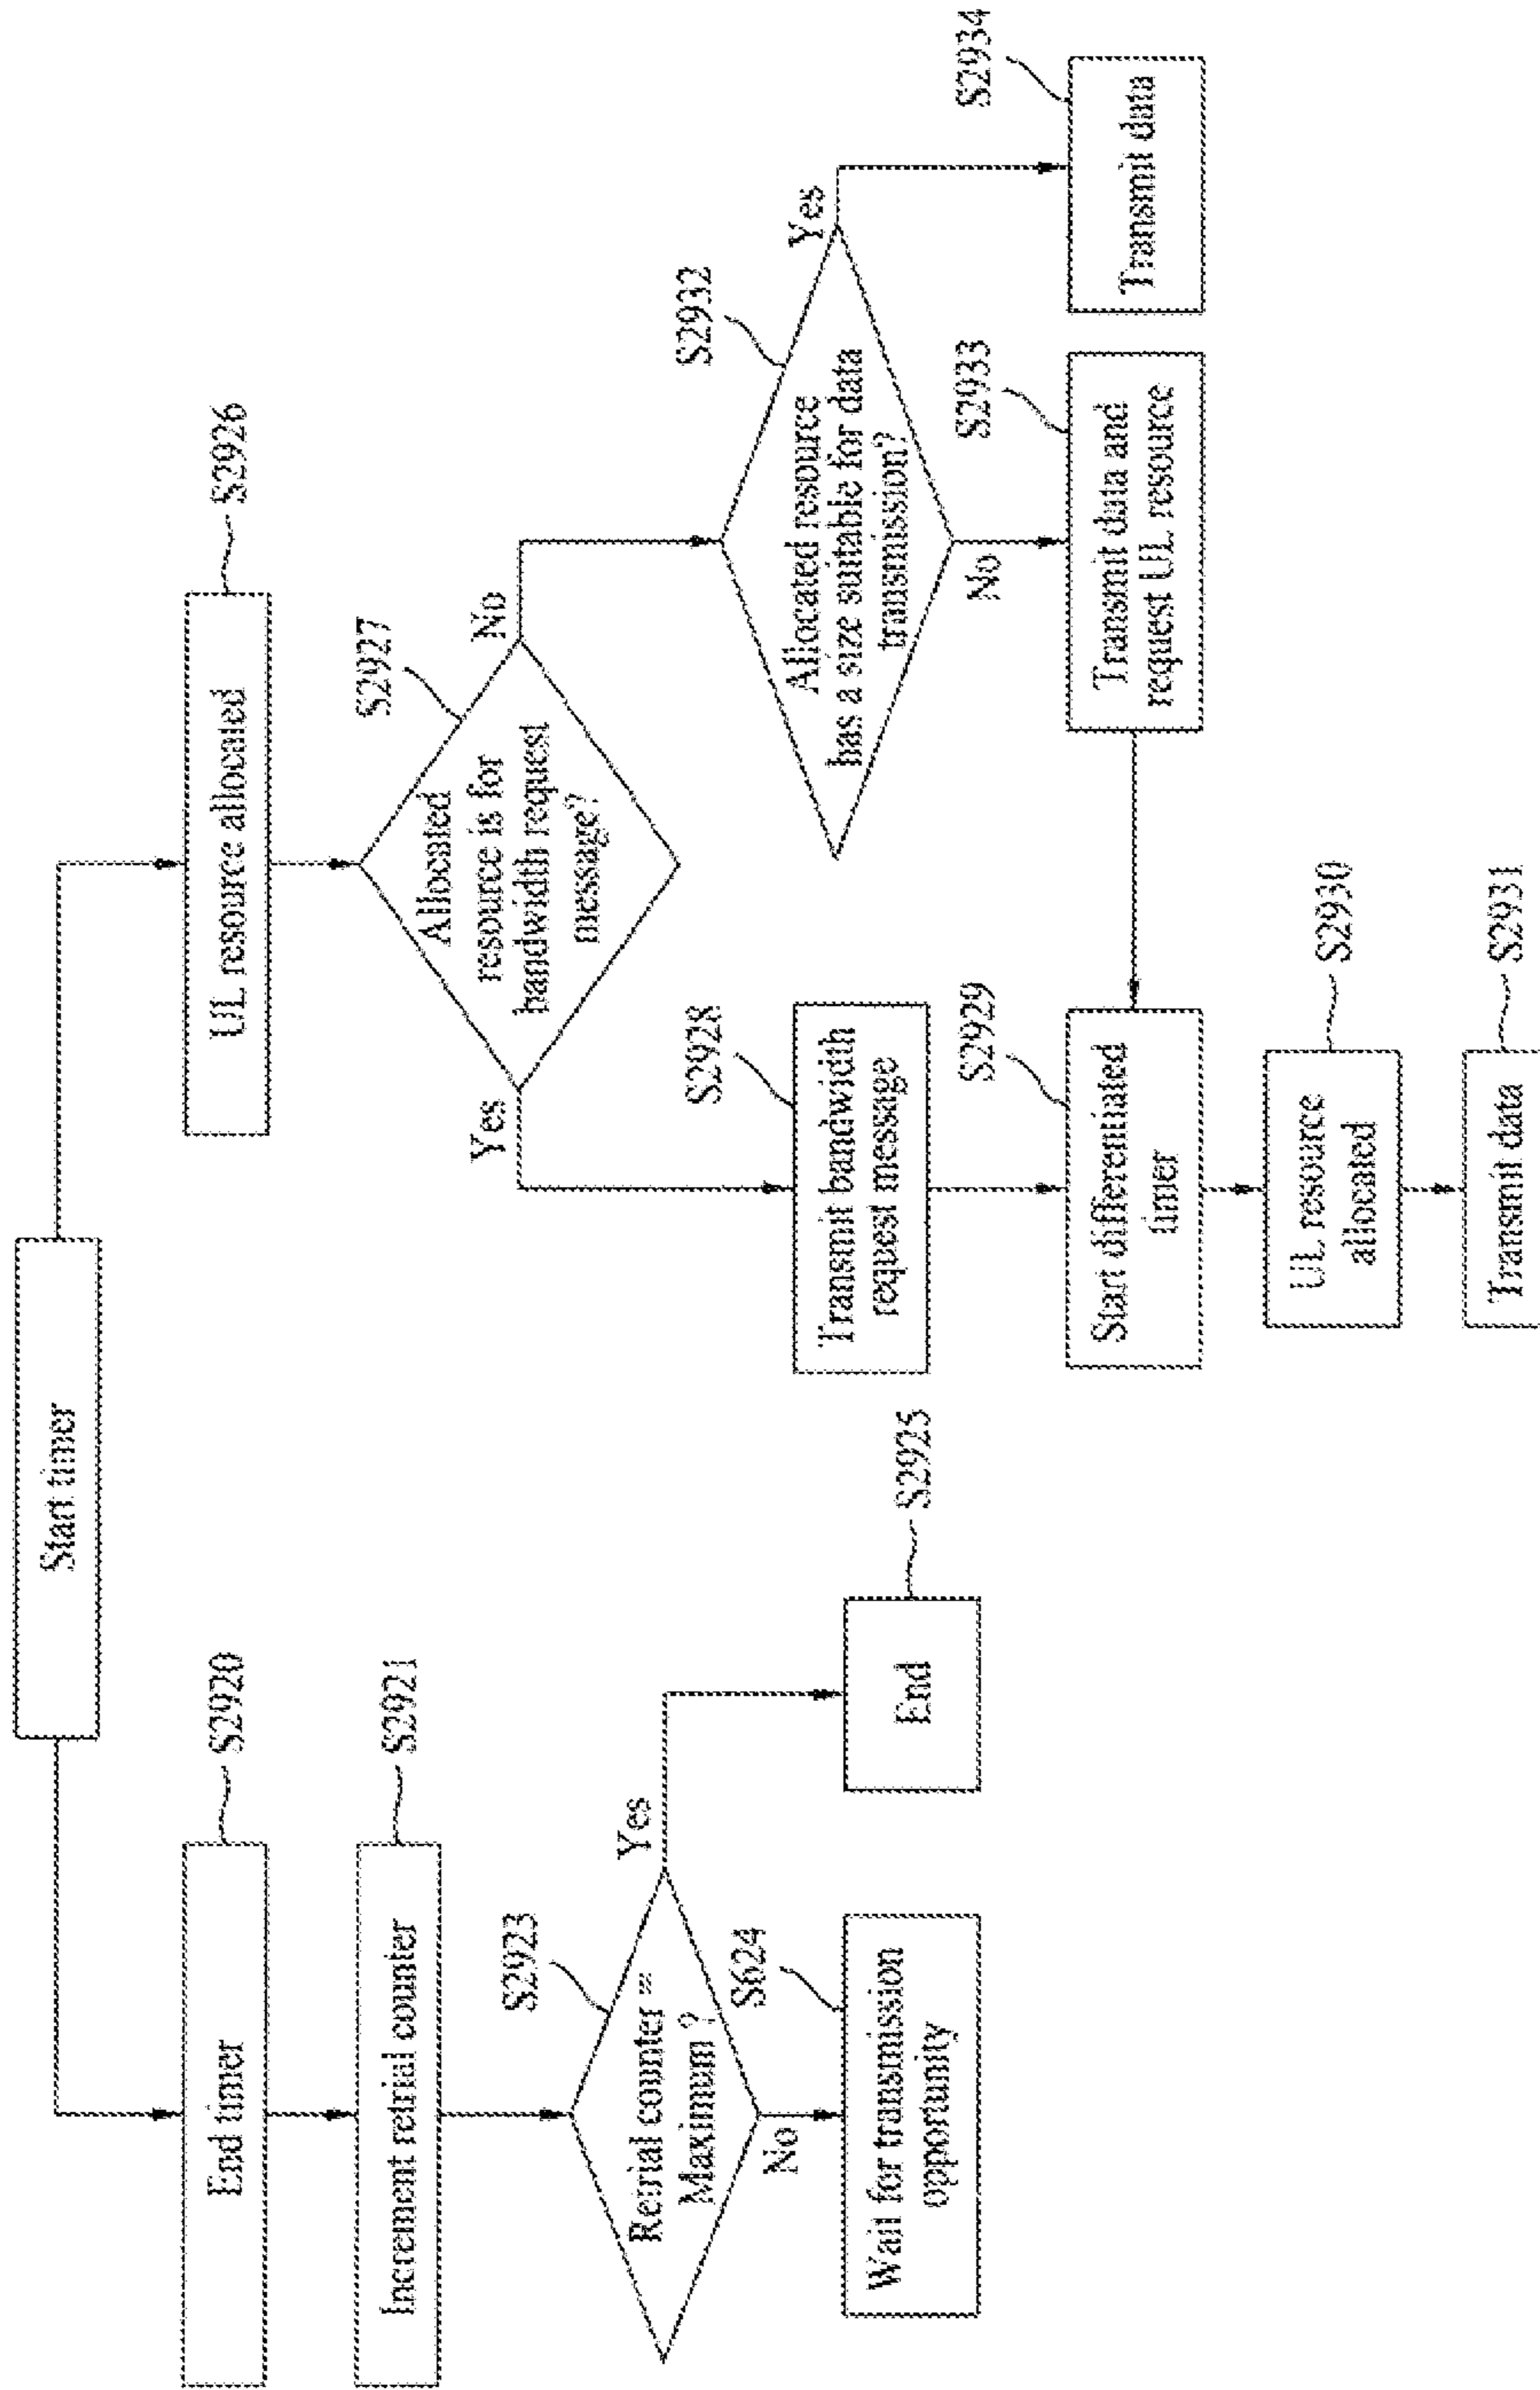 Start timer
End timer
S2920
Increment retrial counter
S2921
Retrial counter =
Maximum ?
S2923
Yes
No
Wait for transmission
opportunity
S624
End
S2925
UL resource allocated
S2926
Allocated
resource is for
bandwidth request
message?
S2927
Yes
No
Transmit bandwidth
request message
S2928
Start differentiated
timer
S2929
UL resource
allocated
S2930
Transmit data
S2931
Allocated resource
has a size suitable for data
transmission?
S2932
Yes
No
Transmit data and
request UL resource
S2933
Transmit data
S2934